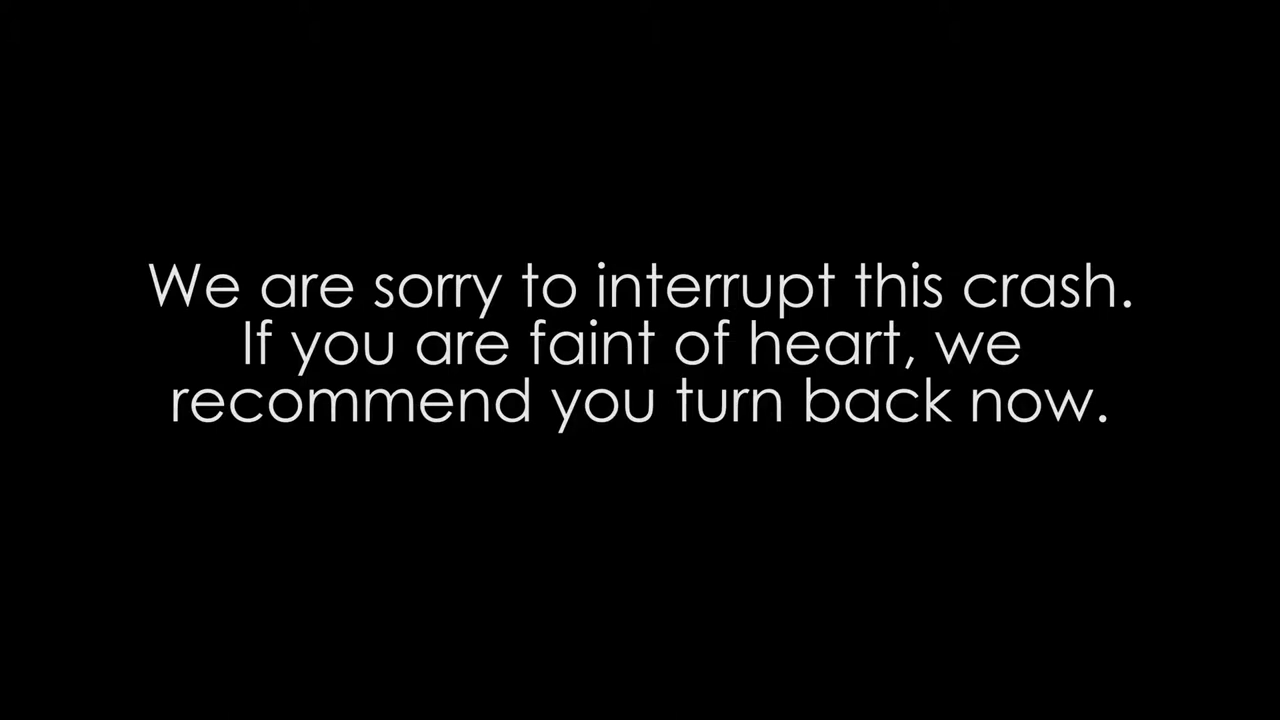 We are sorry to interrupt this crash.
If you are faint of heart, we
recommend you turn back now.